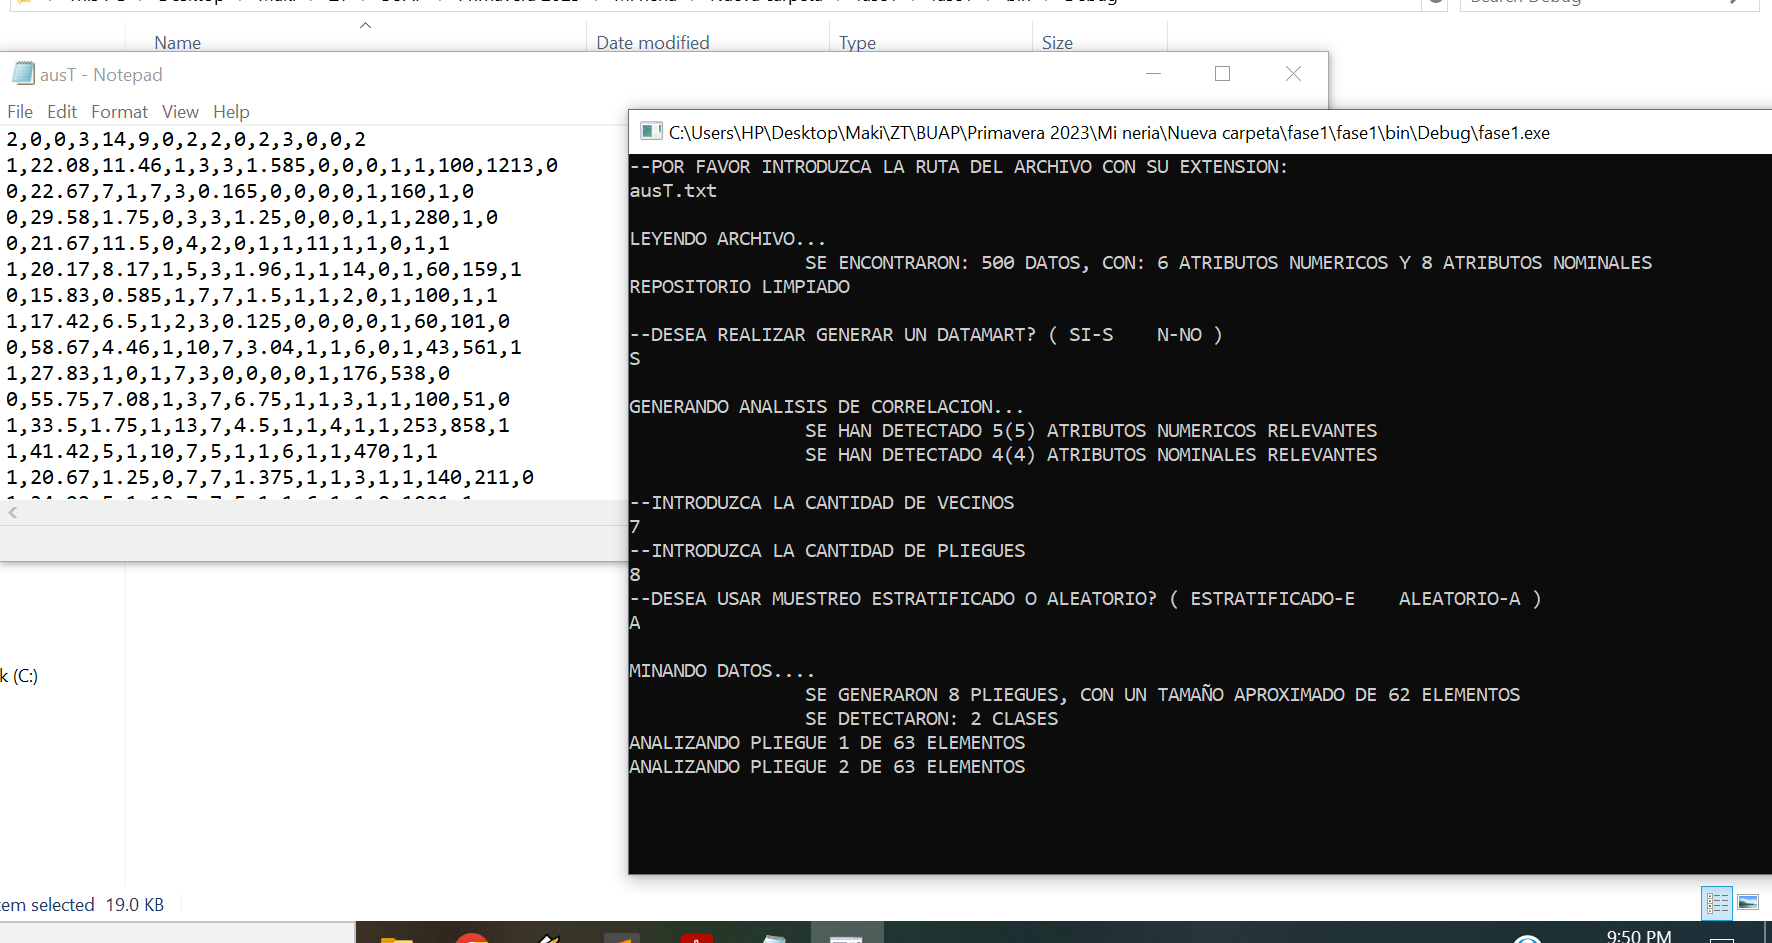 Name
Date modified
Type
Size
ausT - Notepad
File Edit Format View Help
2,0,0,3,14,9,0,2,2,0,2,3,0,0,2
1,22.08,11.46,1,3,3,1.585,0,0,0,1,1,100,1213,0
0,22.67,7,1,7,3,0.165,0,0,0,0,1,160,1,0
0,29.58,1.75,0,3,3,1.25,0,0,0,1,1,280,1,0
0,21.67,11.5,0,4,2,0,1,1,11,1,1,0,1,1
1,20.17,8.17,1,5,3,1.96,1,1,14,0,1,60,159,1
0,15.83,0.585,1,7,7,1.5,1,1,2,0,1,100,1,1
1,17.42,6.5,1,2,3,0.125,0,0,0,0,1,60,101,0
0,58.67,4.46,1,10,7,3.04,1,1,6,0,1,43,561,1
1,27.83,1,0,1,7,3,0,0,0,0,1,176,538,0
0,55.75,7.08,1,3,7,6.75,1,1,3,1,1,100,51,0
1,33.5,1.75,1,13,7,4.5,1,1,4,1,1,253,858,1
1,41.42,5,1,10,7,5,1,1,6,1,1,470,1,1
1,20.67,1.25,0,7,7,1.375,1,1,3,1,1,140,211,0
C:\Users\HP\Desktop\Maki\ZT\BUAP\Primavera 2023\Mi neria\Nueva carpeta\fase1\fase1\bin\Debug\fase1.exe
--POR FAVOR INTRODUZCA LA RUTA DEL ARCHIVO CON SU EXTENSION:
ausT.txt
LEYENDO ARCHIVO...
SE ENCONTRARON: 500 DATOS, CON: 6 ATRIBUTOS NUMERICOS Y 8 ATRIBUTOS NOMINALES
REPOSITORIO LIMPIADO
--DESEA REALIZAR GENERAR UN DATAMART? ( SI-S N-NO )
S
GENERANDO ANALISIS DE CORRELACION...
SE HAN DETECTADO 5(5) ATRIBUTOS NUMERICOS RELEVANTES
SE HAN DETECTADO 4(4) ATRIBUTOS NOMINALES RELEVANTES
--INTRODUZCA LA CANTIDAD DE VECINOS
7
--INTRODUZCA LA CANTIDAD DE PLIEGUES
8
--DESEA USAR MUESTREO ESTRATIFICADO O ALEATORIO? ( ESTRATIFICADO-E ALEATORIO-A )
A
MINANDO DATOS....
SE GENERARON 8 PLIEGUES, CON UN TAMAÑO APROXIMADO DE 62 ELEMENTOS
SE DETECTARON: 2 CLASES
ANALIZANDO PLIEGUE 1 DE 63 ELEMENTOS
ANALIZANDO PLIEGUE 2 DE 63 ELEMENTOS
k (C:)
tem selected 19.0 KB
9:50 PM